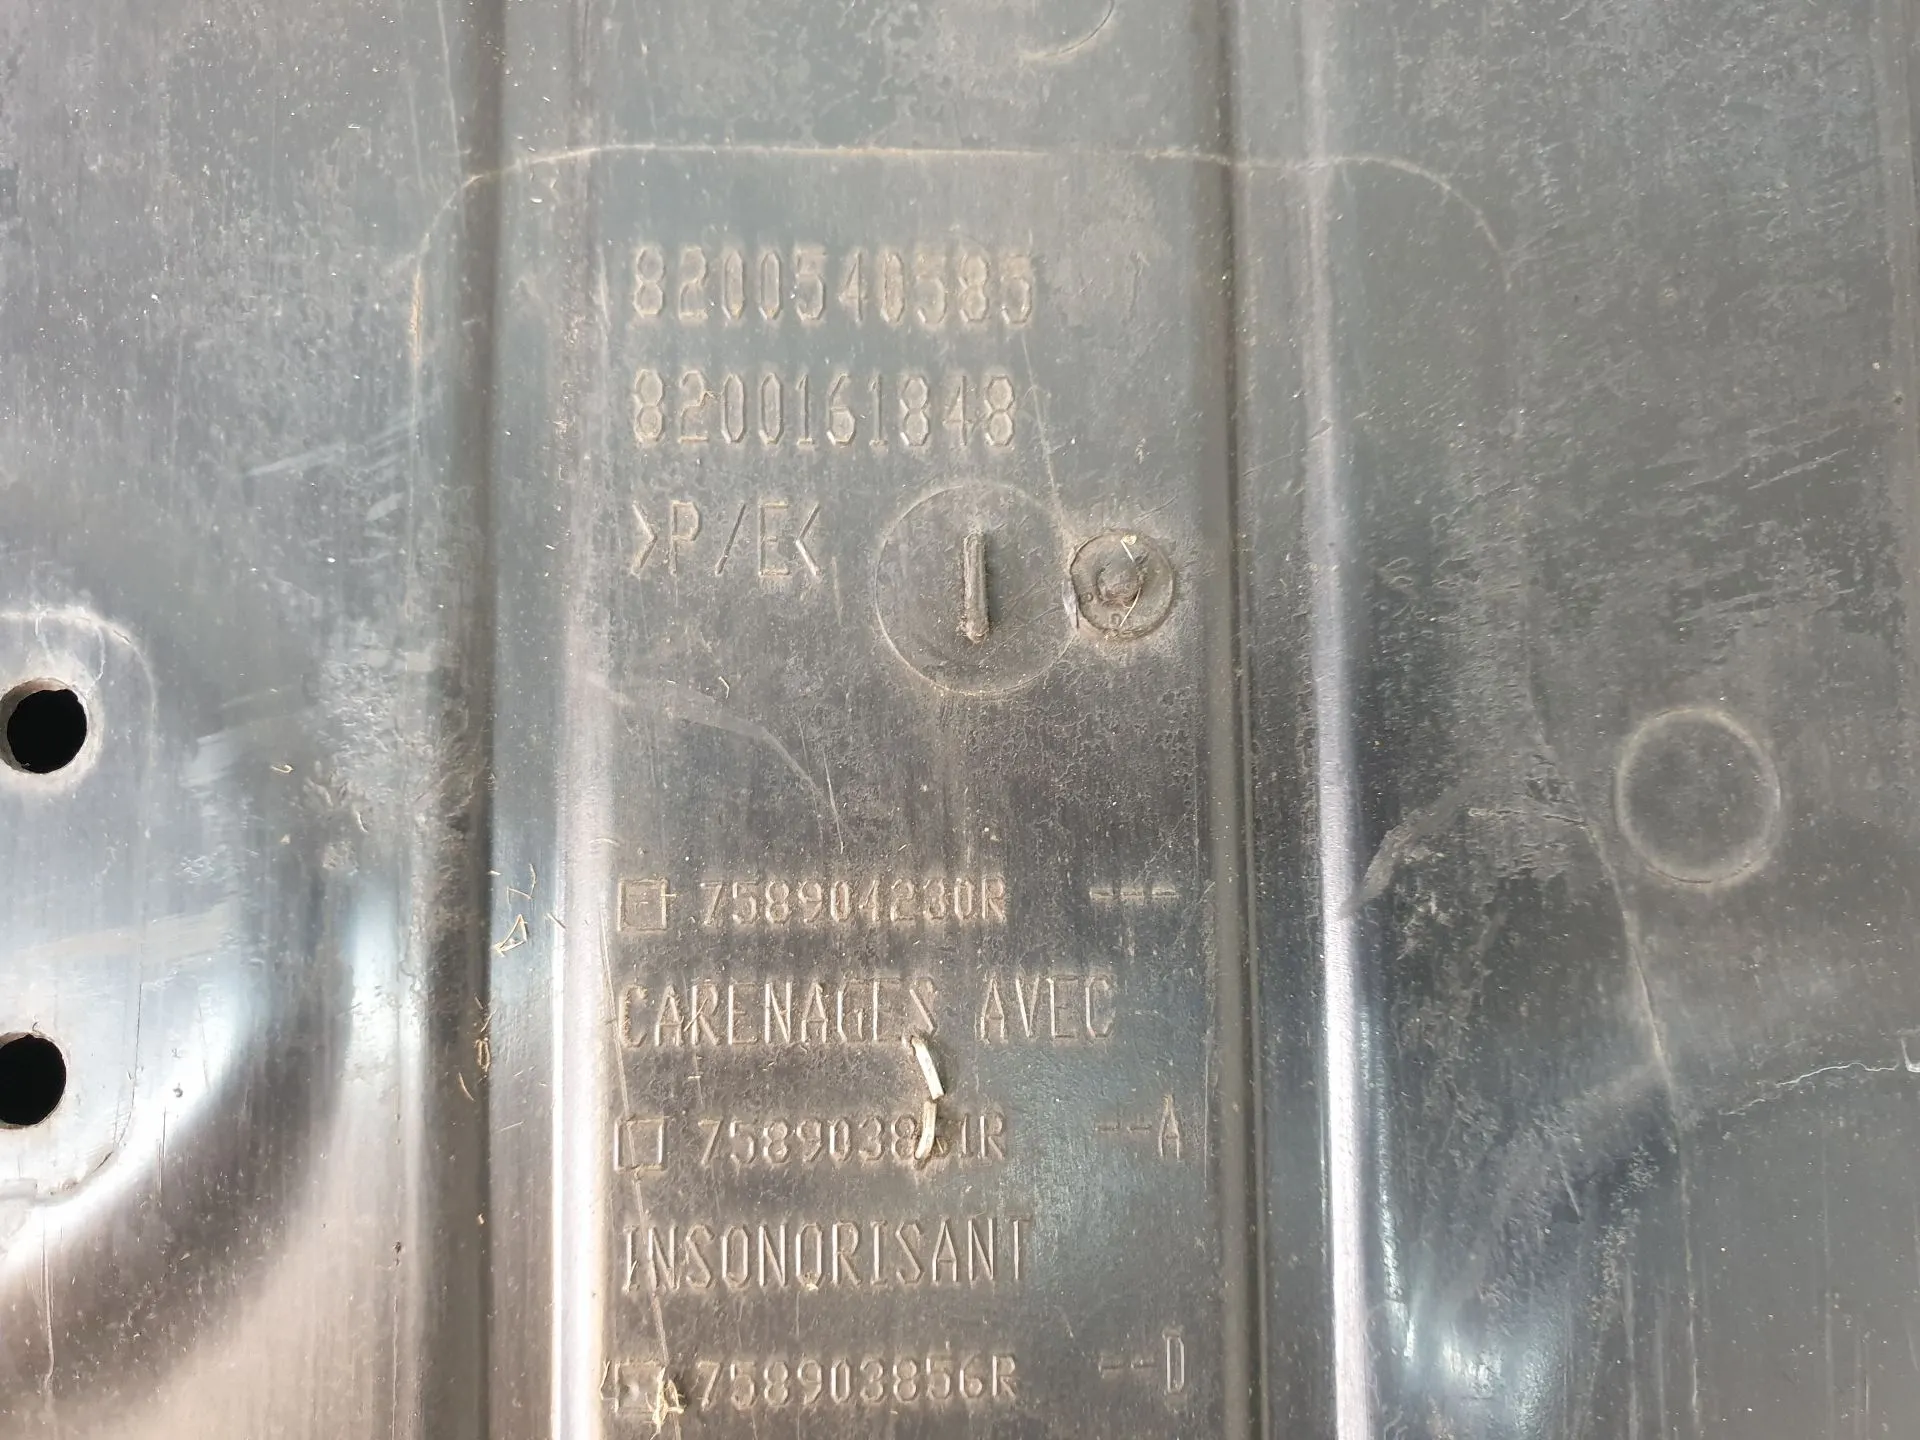 8200540585
8200161848
>P/E<
758904230R ---
CARENAGES AVEC
--A
INSONORISANT
758903856R --D